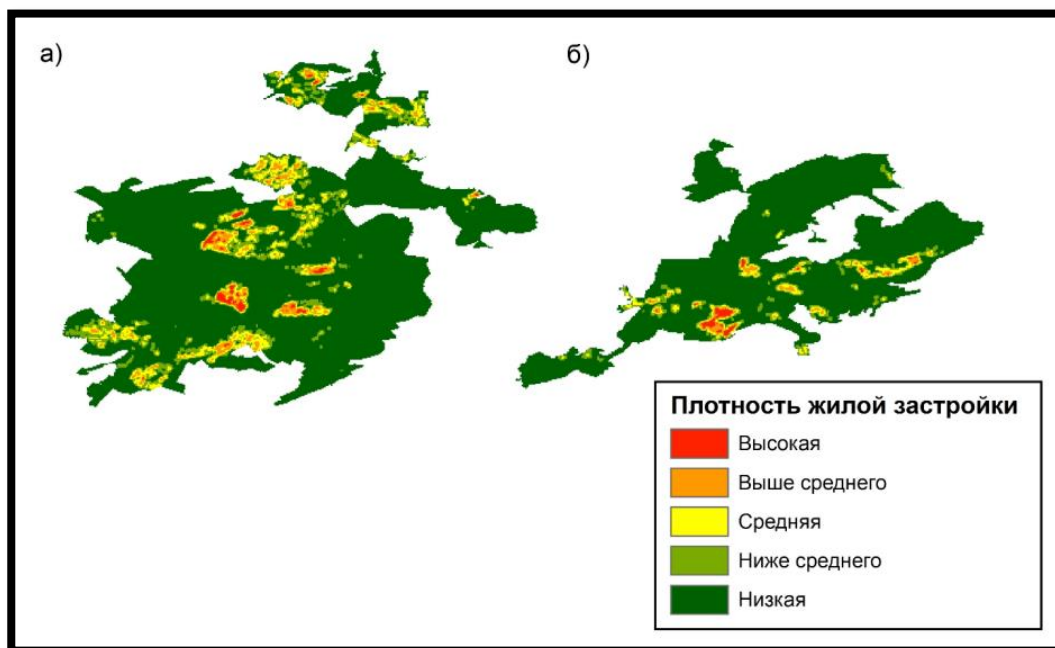 а)
б)
Плотность жилой застройки
Высокая
Выше среднего
Средняя
Ниже среднего
Низкая